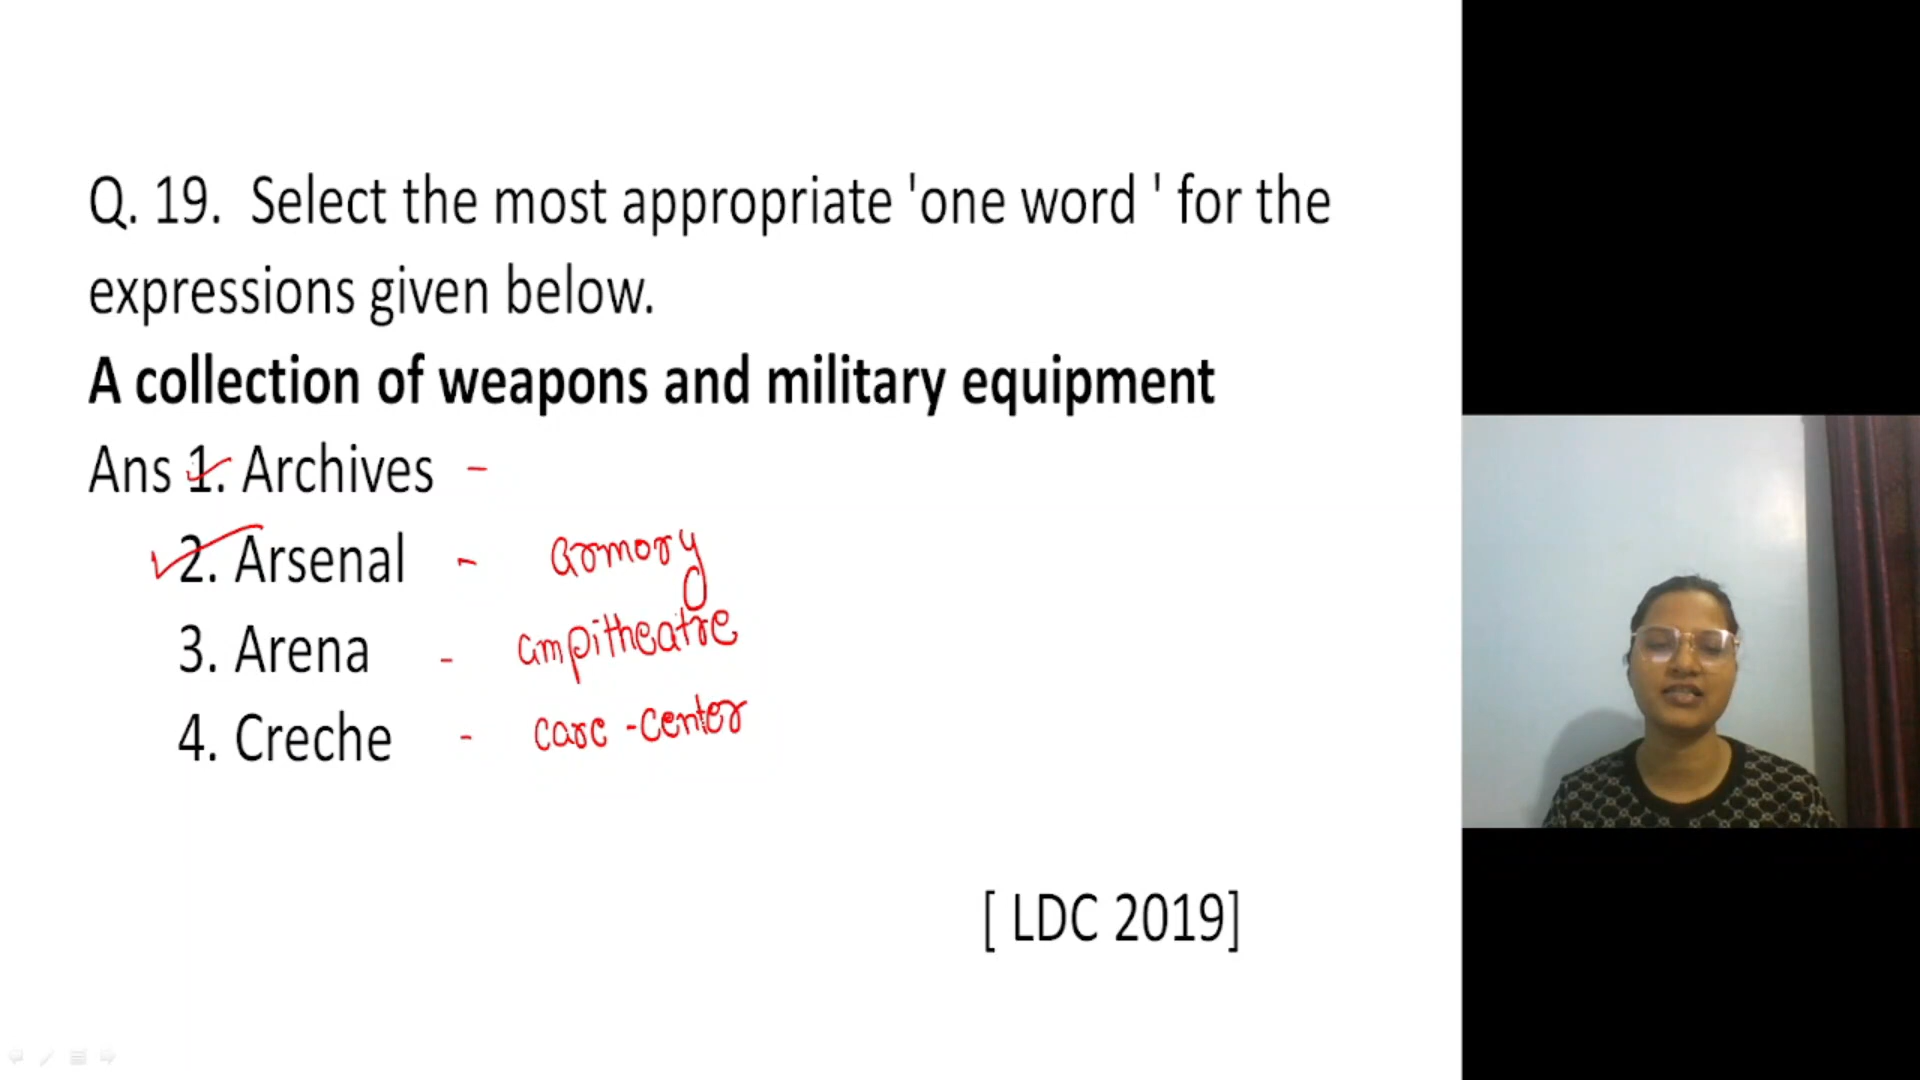 Q. 19. Select the most appropriate 'one word ' for the
expressions given below.
A collection of weapons and military equipment
Ans 1. Archives -
2. Arsenal - armory
3. Arena - ampitheatre
4. Creche - care -center
[ LDC 2019]